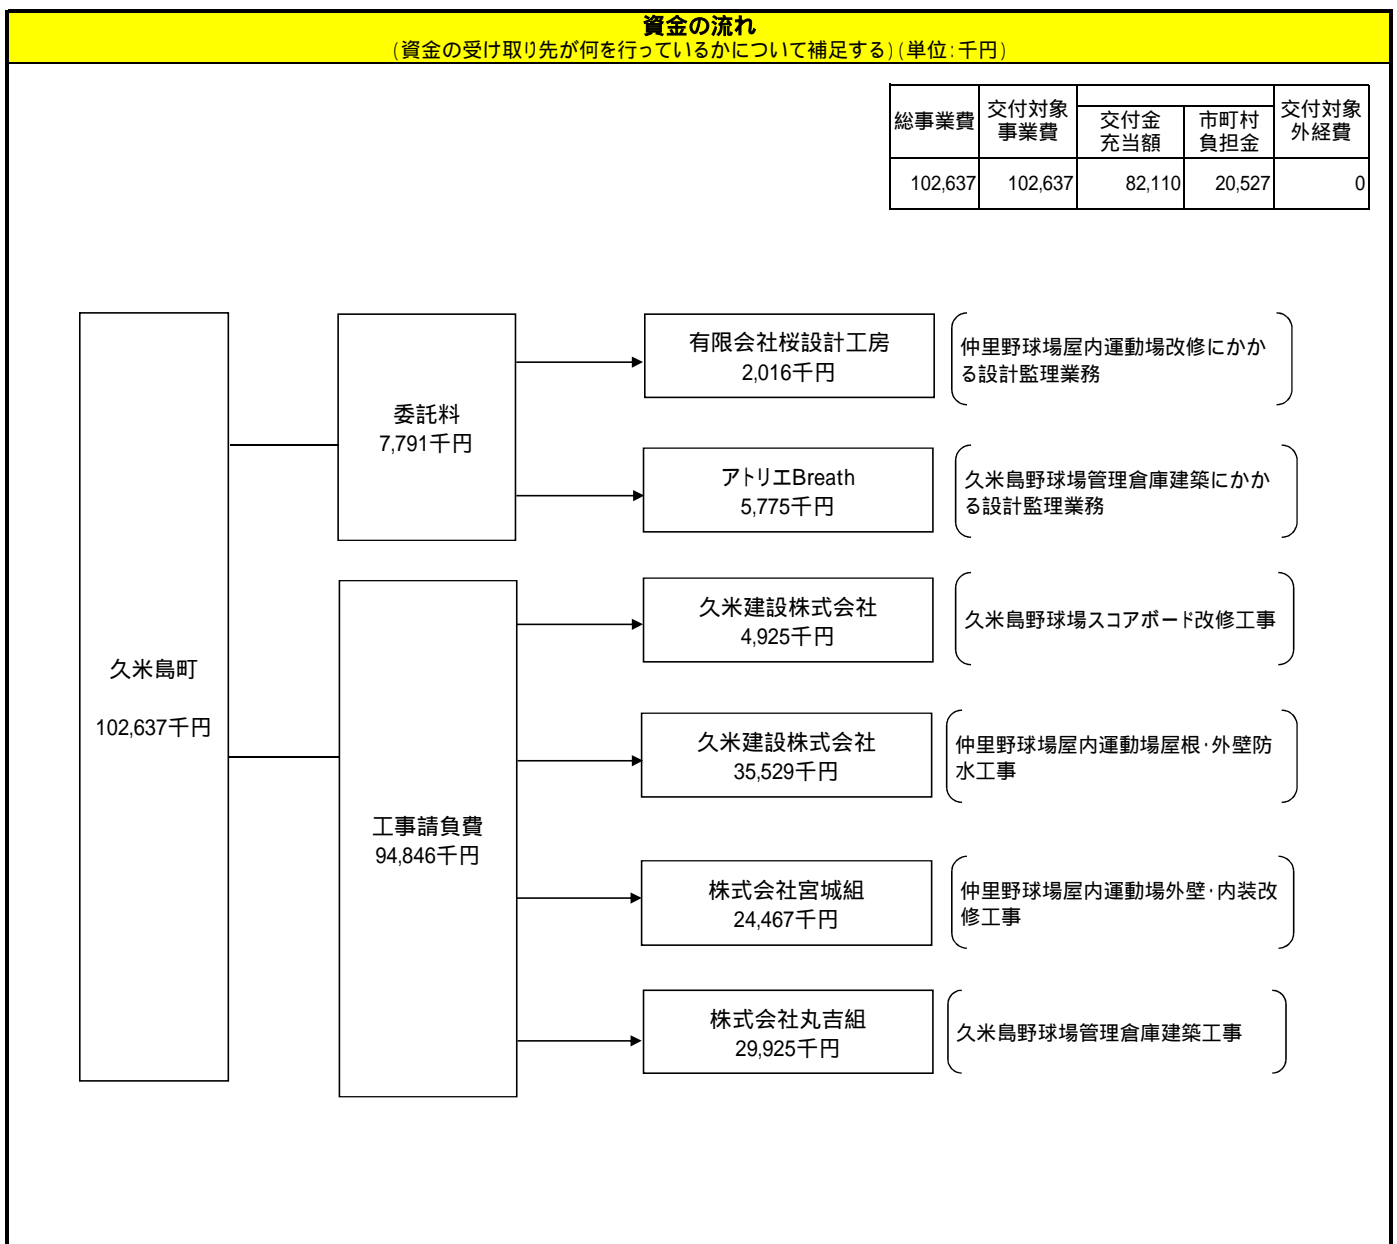 資金の流れ
(資金の受け取り先が何を行っているかについて補足する)(単位:千円)
総事業費
交付対象
事業費
交付金
充当額
市町村
負担金
交付対象
外経費
102,637 102,637 82,110 20,527 0
久米島町
102,637千円
委託料
7,791千円
有限会社桜設計工房
2,016千円
仲里野球場屋内運動場改修にかか
る設計監理業務
アトリエBreath
5,775千円
久米島野球場管理倉庫建築にかか
る設計監理業務
工事請負費
94,846千円
久米建設株式会社
4,925千円
久米島野球場スコアボード改修工事
久米建設株式会社
35,529千円
仲里野球場屋内運動場屋根・外壁防
水工事
株式会社宮城組
24,467千円
仲里野球場屋内運動場外壁・内装改
修工事
株式会社丸吉組
29,925千円
久米島野球場管理倉庫建築工事